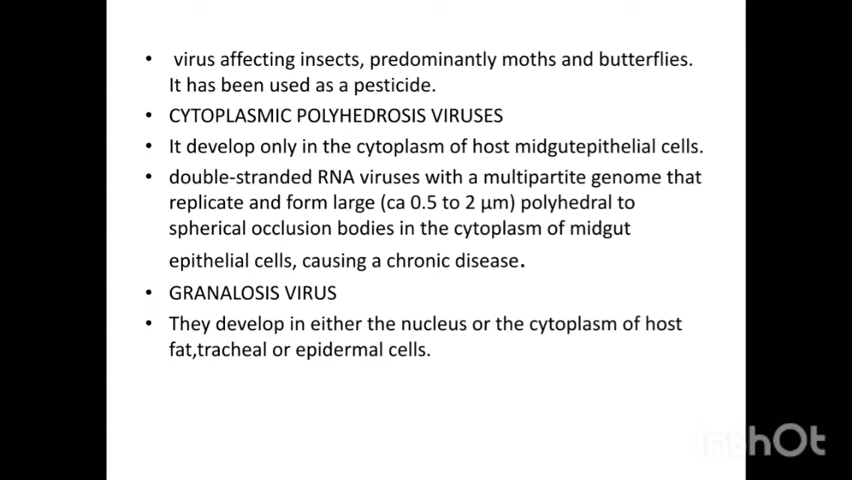 • virus affecting insects, predominantly moths and butterflies.
It has been used as a pesticide.
• CYTOPLASMIC POLYHEDROSIS VIRUSES
• It develop only in the cytoplasm of host midgutepithelial cells.
• double-stranded RNA viruses with a multipartite genome that
replicate and form large (ca 0.5 to 2 μm) polyhedral to
spherical occlusion bodies in the cytoplasm of midgut
epithelial cells, causing a chronic disease.
• GRANALOSIS VIRUS
• They develop in either the nucleus or the cytoplasm of host
fat,tracheal or epidermal cells.
InShOt